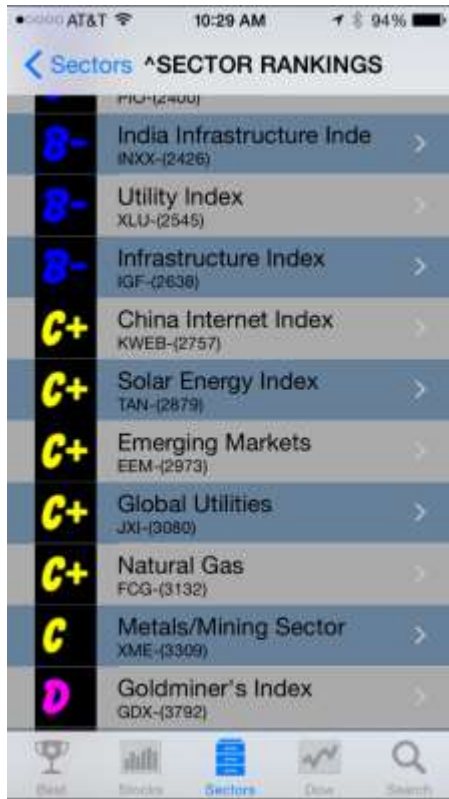 AT&T 10:29 AM 94%
Sectors ^SECTOR RANKINGS
PIO-(2400)
B- India Infrastructure Inde
INXX-(2426)
B- Utility Index
XLU-(2545)
B- Infrastructure Index
IGF-(2638)
C+ China Internet Index
KWEB-(2757)
C+ Solar Energy Index
TAN-(2879)
C+ Emerging Markets
EEM-(2973)
C+ Global Utilities
JXI-(3080)
C+ Natural Gas
FCG-(3132)
C Metals/Mining Sector
XME-(3309)
D Goldminer's Index
GDX-(3792)
Best Stocks Sectors Dow Search